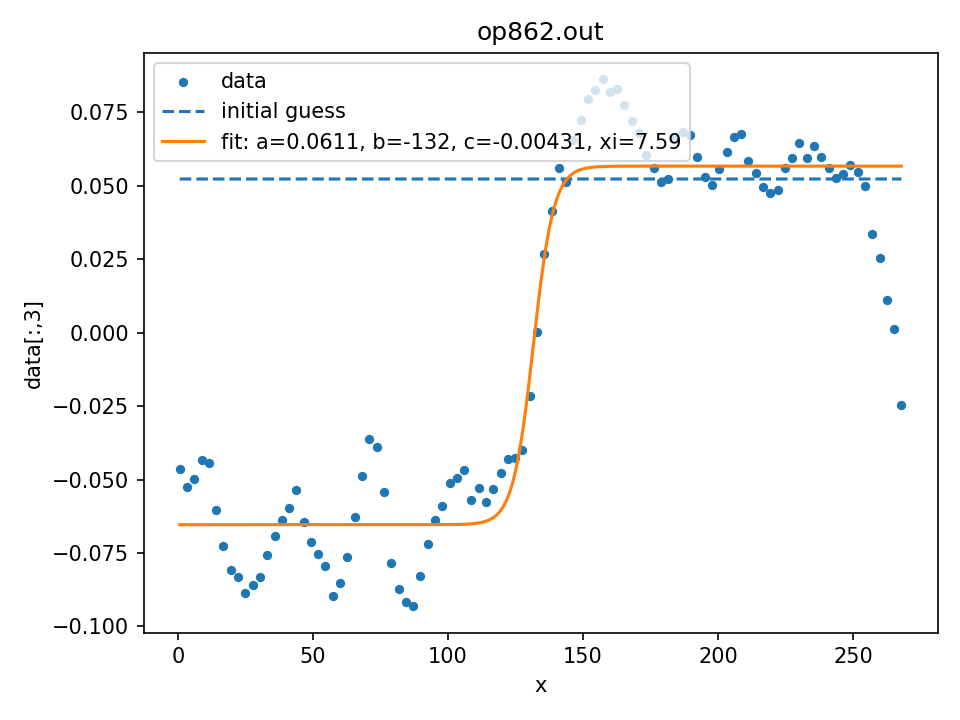 op862.out
data
initial guess
fit: a=0.0611, b=-132, c=-0.00431, xi=7.59
0.075
0.050
0.025
0.000
−0.025
−0.050
−0.075
−0.100
data[:,3]
0 50 100 150 200 250
x